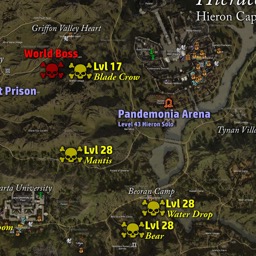 Hieron Cap
Griffon Valley Heart
World Boss
Lvl 17
Blade Crow
t Prison
Pandemonia Arena
Level 43 Hieron Solo
Tynan Vill
Lvl 28
Mantis
arta University
Beoran Camp
Lvl 28
Water Drop
Lvl 28
Bear